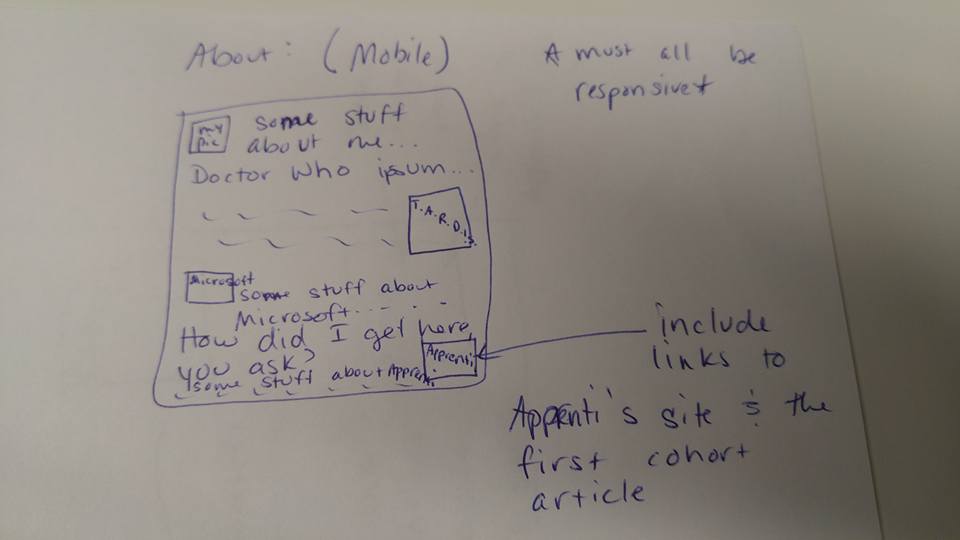 About: (Mobile)
* must all be
responsive*
my
pic
some stuff
about me...
Doctor Who ipsum...
T.A.R.D.I.S.
Microsoft
some stuff about
Microsoft......
How did I get here,
you ask?
Apprenti
some stuff about Apprenti
include
links to
Apprenti's site & the
first cohort
article